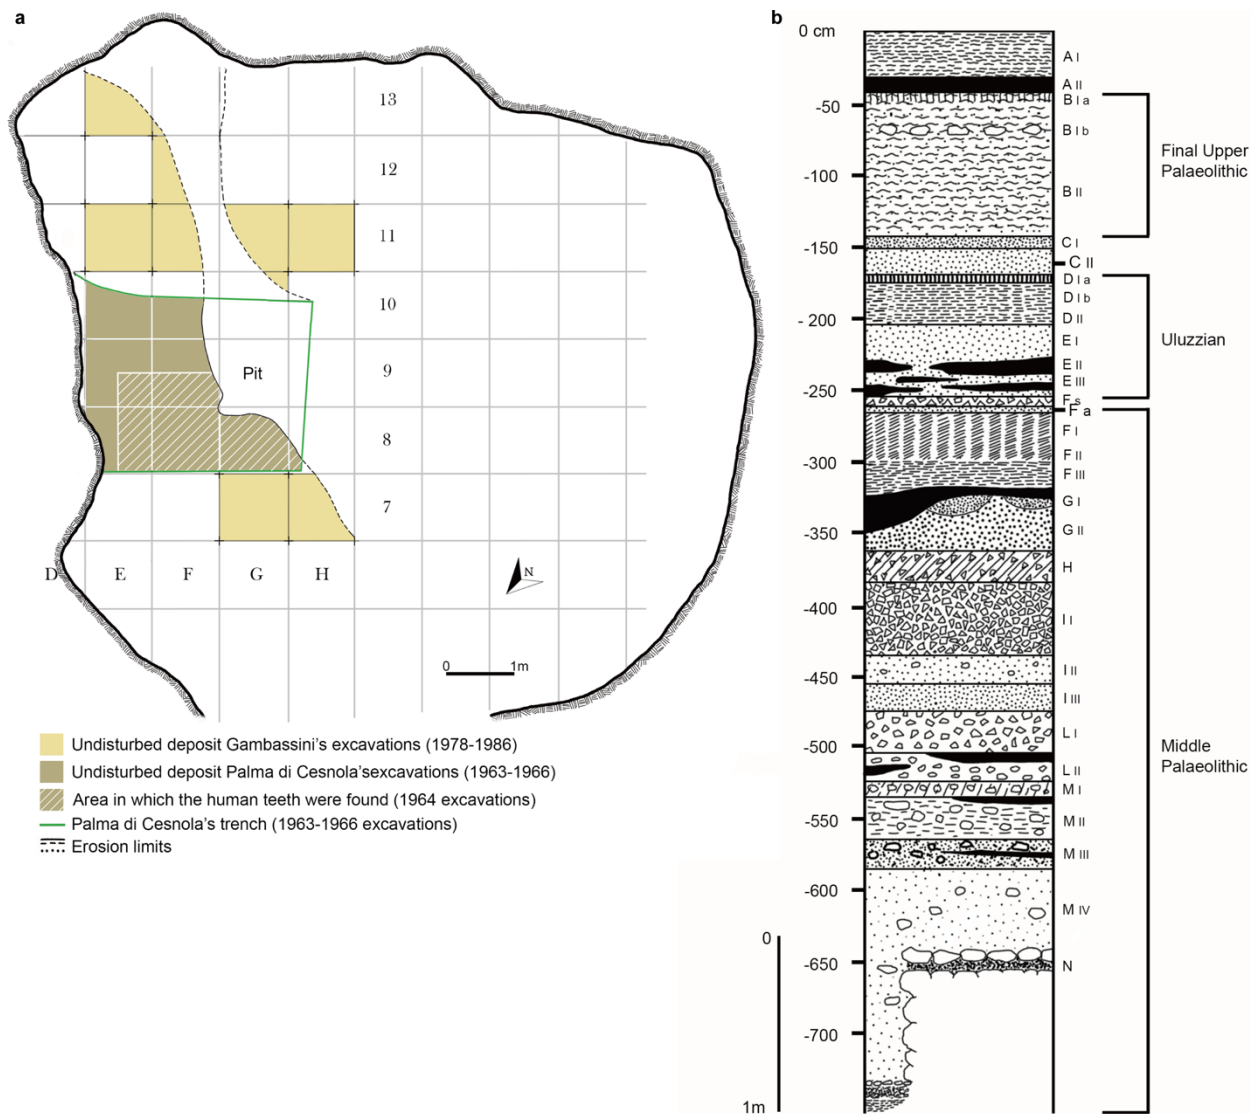 a
13
12
11
10
Pit
9
8
7
D E F G H
N
0 1m
Undisturbed deposit Gambassini's excavations (1978-1986)
Undisturbed deposit Palma di Cesnola'sexcavations (1963-1966)
Area in which the human teeth were found (1964 excavations)
Palma di Cesnola's trench (1963-1966 excavations)
Erosion limits
b
0 cm
A I
A II
-50
B I a
B I b
Final Upper
Palaeolithic
-100
B II
C I
-150
C II
D I a
D I b
- 200
D II
E I
Uluzzian
E II
E III
-250
F s
F a
F I
F II
-300
F III
G I
G II
-350
H
-400
I I
I II
-450
I III
L I
-500
Middle
Palaeolithic
L II
M I
M II
-550
M III
-600
M IV
-650
N
-700
0
1m